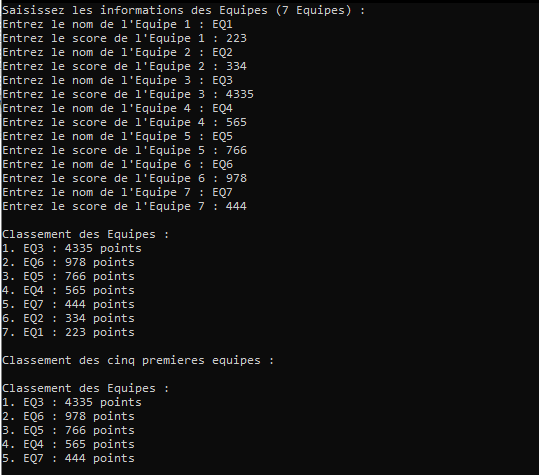 Saisissez les informations des Equipes (7 Equipes) :
Entrez le nom de l'Equipe 1 : EQ1
Entrez le score de l'Equipe 1 : 223
Entrez le nom de l'Equipe 2 : EQ2
Entrez le score de l'Equipe 2 : 334
Entrez le nom de l'Equipe 3 : EQ3
Entrez le score de l'Equipe 3 : 4335
Entrez le nom de l'Equipe 4 : EQ4
Entrez le score de l'Equipe 4 : 565
Entrez le nom de l'Equipe 5 : EQ5
Entrez le score de l'Equipe 5 : 766
Entrez le nom de l'Equipe 6 : EQ6
Entrez le score de l'Equipe 6 : 978
Entrez le nom de l'Equipe 7 : EQ7
Entrez le score de l'Equipe 7 : 444
Classement des Equipes :
1. EQ3 : 4335 points
2. EQ6 : 978 points
3. EQ5 : 766 points
4. EQ4 : 565 points
5. EQ7 : 444 points
6. EQ2 : 334 points
7. EQ1 : 223 points
Classement des cinq premieres equipes :
Classement des Equipes :
1. EQ3 : 4335 points
2. EQ6 : 978 points
3. EQ5 : 766 points
4. EQ4 : 565 points
5. EQ7 : 444 points